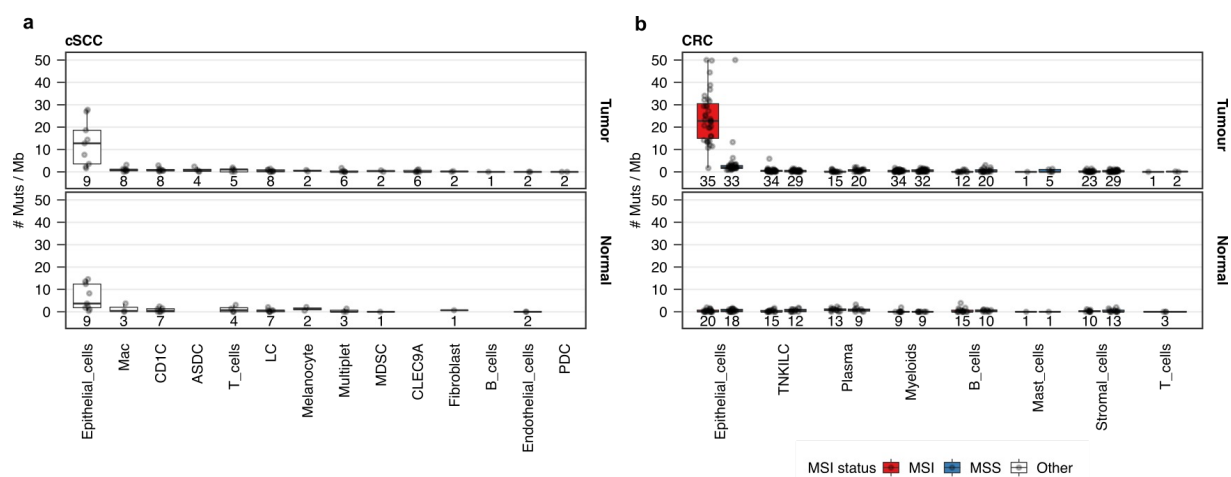 a
cSCC
# Muts / Mb
50
40
30
20
10
0
9 8 8 4 5 8 2 6 2 6 2 1 2 2
Tumor
50
40
30
20
10
0
9 3 7 4 7 2 3 1 1 2
Normal
Epithelial_cells
Mac
CD1C
ASDC
T_cells
LC
Melanocyte
Multiplet
MDSC
CLEC9A
Fibroblast
B_cells
Endothelial_cells
PDC
b
CRC
# Muts / Mb
50
40
30
20
10
0
35 33 34 29 15 20 34 32 12 20 1 5 23 29 1 2
Tumour
50
40
30
20
10
0
20 18 15 12 13 9 9 9 15 10 1 1 10 13 3
Normal
Epithelial_cells
TNKILC
Plasma
Myeloids
B_cells
Mast_cells
Stromal_cells
T_cells
MSI status MSI MSS Other